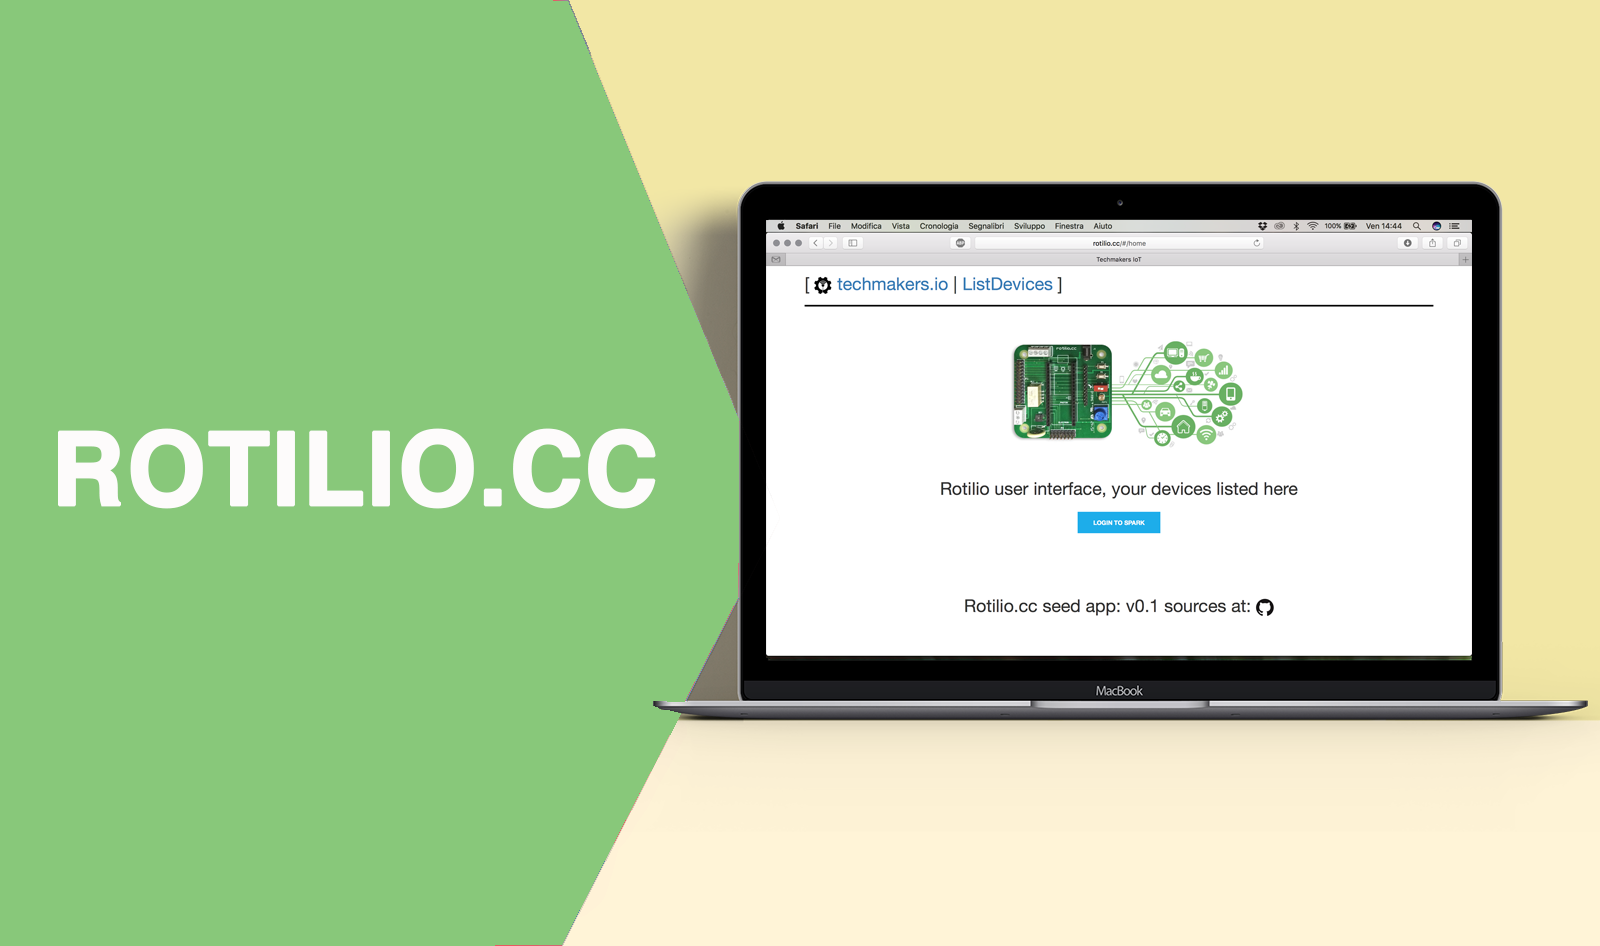 ROTILIO.CC
Safari File Modifica Vista Cronologia Segnalibri Sviluppo Finestra Aiuto 100% Ven 14:44
rotilio.cc/#/home
Techmakers IoT
[ techmakers.io | ListDevices ]
rotilio.cc
Rotilio user interface, your devices listed here
LOGIN TO SPARK
Rotilio.cc seed app: v0.1 sources at:
MacBook